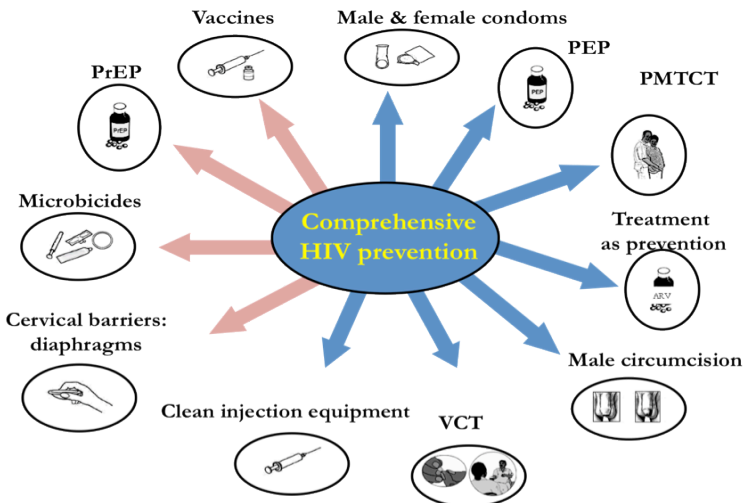 Vaccines
Male & female condoms
PrEP
PEP
PMTCT
PrEP
PEP
Microbicides
Comprehensive
HIV prevention
Treatment
as prevention
ARV
Cervical barriers:
diaphragms
Male circumcision
Clean injection equipment
VCT